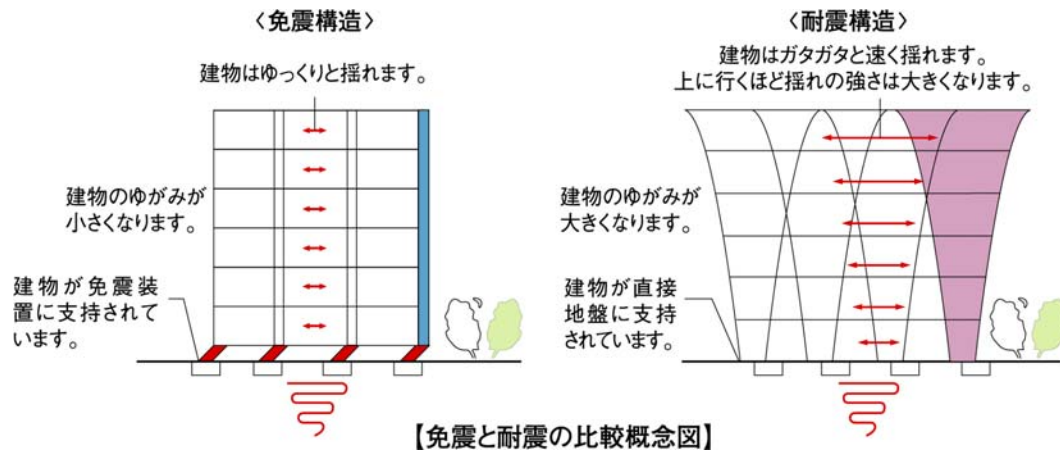 〈免震構造〉
建物はゆっくりと揺れます。
建物のゆがみが
小さくなります。
建物が免震装
置に支持されて
います。
〈耐震構造〉
建物はガタガタと速く揺れます。
上に行くほど揺れの強さは大きくなります。
建物のゆがみが
大きくなります。
建物が直接
地盤に支持
されています。
【免震と耐震の比較概念図】